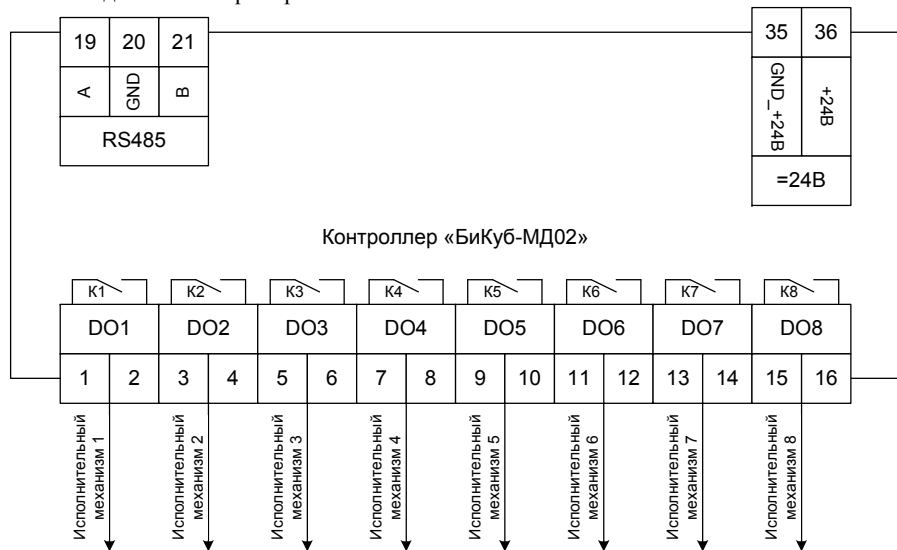 19 20 21
A GND B
RS485
35 36
GND_+24В +24В
=24В
Контроллер «БиКуб-МД02»
К1 К2 К3 К4 К5 К6 К7 К8
DO1 DO2 DO3 DO4 DO5 DO6 DO7 DO8
1 2 3 4 5 6 7 8 9 10 11 12 13 14 15 16
Исполнительный
механизм 1
Исполнительный
механизм 2
Исполнительный
механизм 3
Исполнительный
механизм 4
Исполнительный
механизм 5
Исполнительный
механизм 6
Исполнительный
механизм 7
Исполнительный
механизм 8